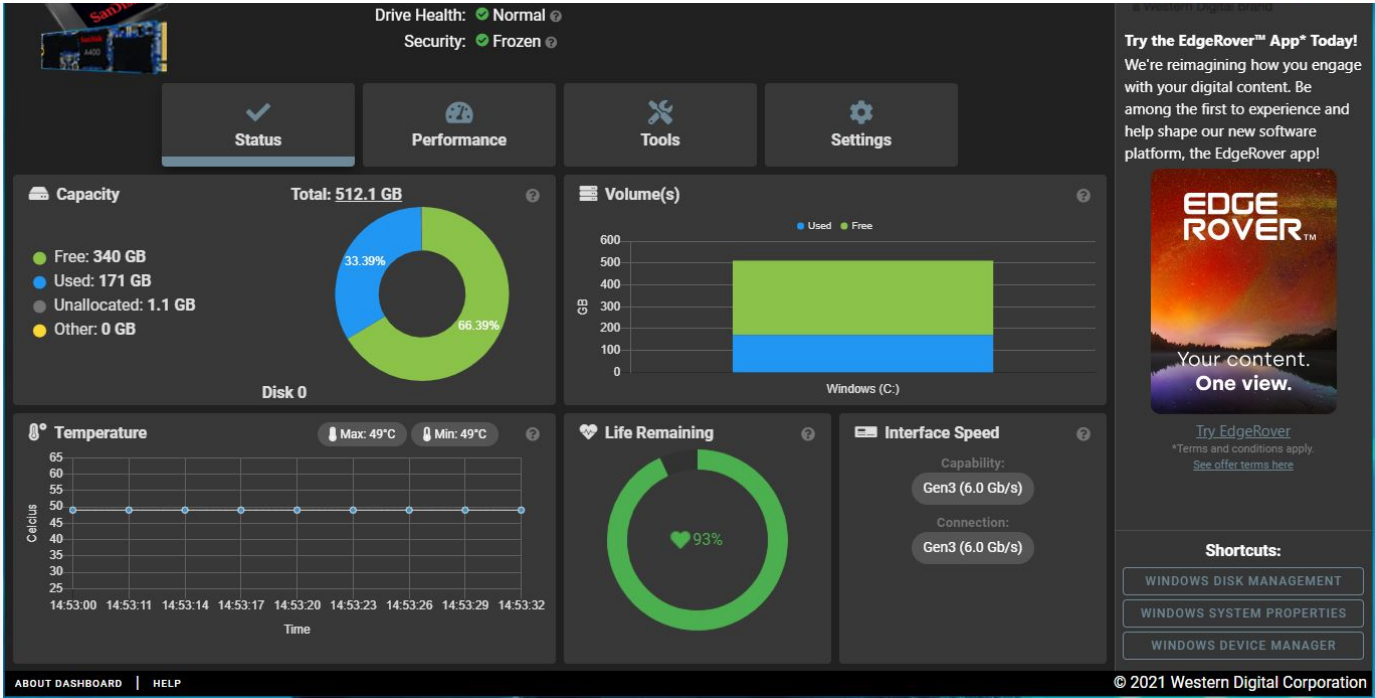 SanDisk
SanDisk
A400
Drive Health: Normal
Security: Frozen
Status
Performance
Tools
Settings
Capacity
Total: 512.1 GB
Free: 340 GB
Used: 171 GB
Unallocated: 1.1 GB
Other: 0 GB
33.39%
66.39%
Disk 0
Volume(s)
Used Free
600
500
400
300
200
100
0
GB
Windows (C:)
Temperature
Max: 49°C
Min: 49°C
65
60
55
50
45
40
35
30
25
Celcius
14:53:00 14:53:11 14:53:14 14:53:17 14:53:20 14:53:23 14:53:26 14:53:29 14:53:32
Time
Life Remaining
93%
Interface Speed
Capability:
Gen3 (6.0 Gb/s)
Connection:
Gen3 (6.0 Gb/s)
a Western Digital Brand
Try the EdgeRover™ App* Today!
We're reimagining how you engage
with your digital content. Be
among the first to experience and
help shape our new software
platform, the EdgeRover app!
EDGE
ROVER™
Your content.
One view.
Try EdgeRover
*Terms and conditions apply.
See offer terms here
Shortcuts:
WINDOWS DISK MANAGEMENT
WINDOWS SYSTEM PROPERTIES
WINDOWS DEVICE MANAGER
ABOUT DASHBOARD | HELP
© 2021 Western Digital Corporation